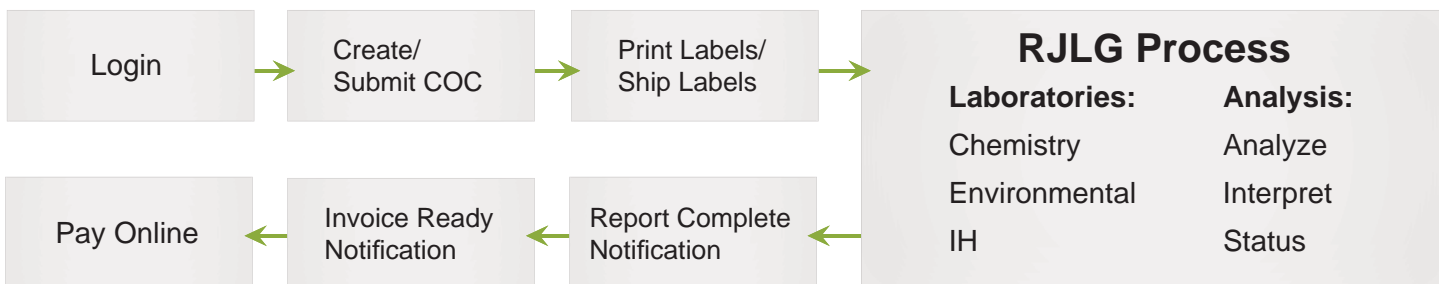 Login
Create/
Submit COC
Print Labels/
Ship Labels
RJLG Process
Laboratories:
Analysis:
Chemistry
Analyze
Environmental
Interpret
IH
Status
Report Complete
Notification
Invoice Ready
Notification
Pay Online